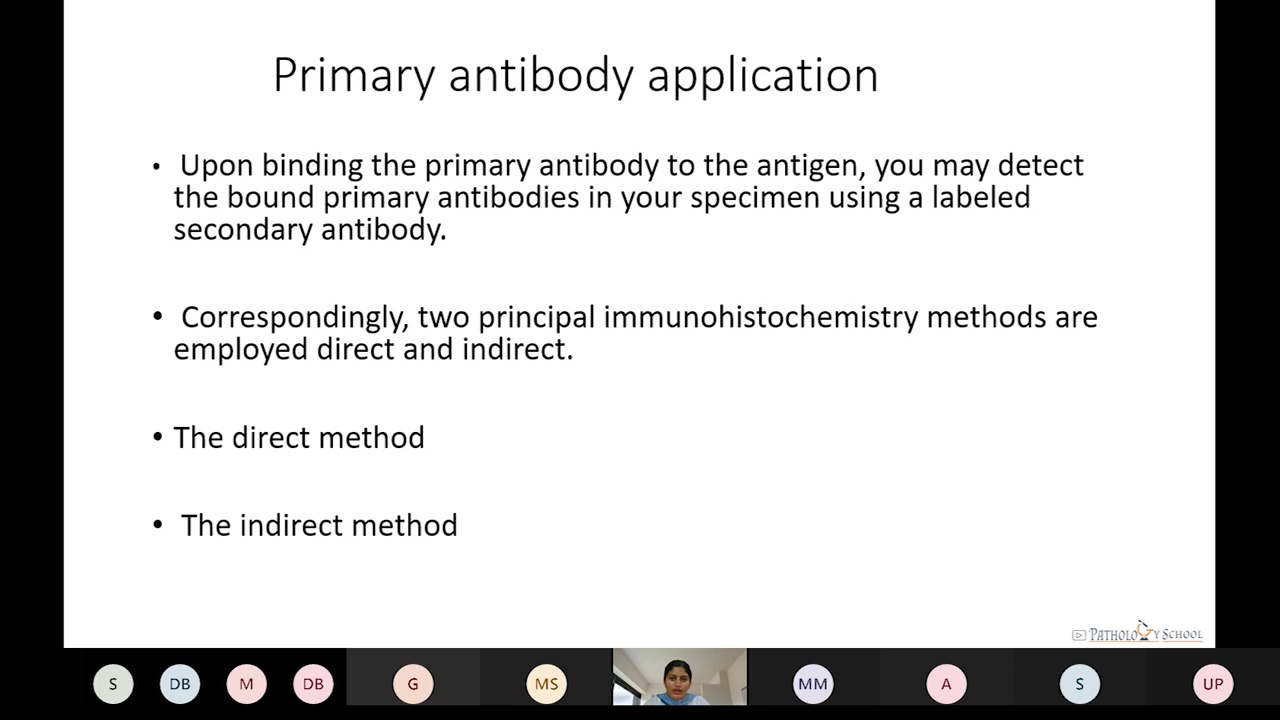 Primary antibody application
• Upon binding the primary antibody to the antigen, you may detect
the bound primary antibodies in your specimen using a labeled
secondary antibody.
• Correspondingly, two principal immunohistochemistry methods are
employed direct and indirect.
• The direct method
• The indirect method
PATHOLOGY SCHOOL
S DB M DB G MS MM A S UP